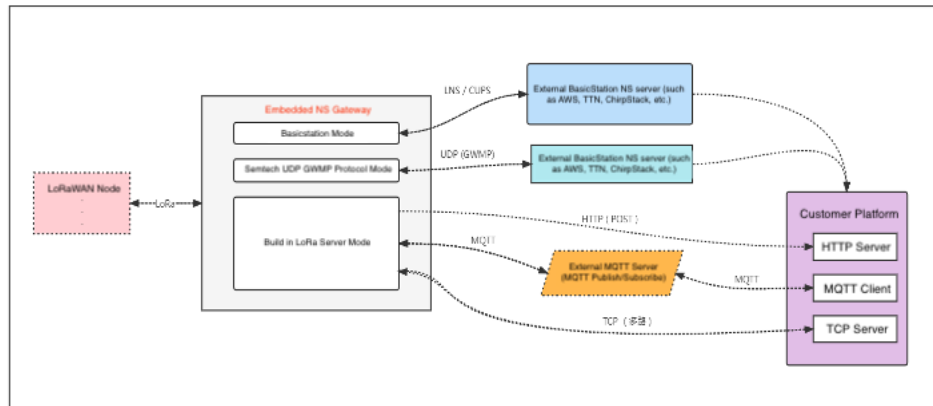 Embedded NS Gateway
Basicstation Mode
Semtech UDP GWMP Protocol Mode
Build in LoRa Server Mode
LoRaWAN Node
LoRa
LNS / CUPS
UDP (GWMP)
HTTP ( POST )
MQTT
TCP （ 多链 ）
External BasicStation NS server (such
as AWS, TTN, ChirpStack, etc.)
External BasicStation NS server (such
as AWS, TTN, ChirpStack, etc.)
External MQTT Server
(MQTT Publish/Subscribe)
MQTT
Customer Platform
HTTP Server
MQTT Client
TCP Server